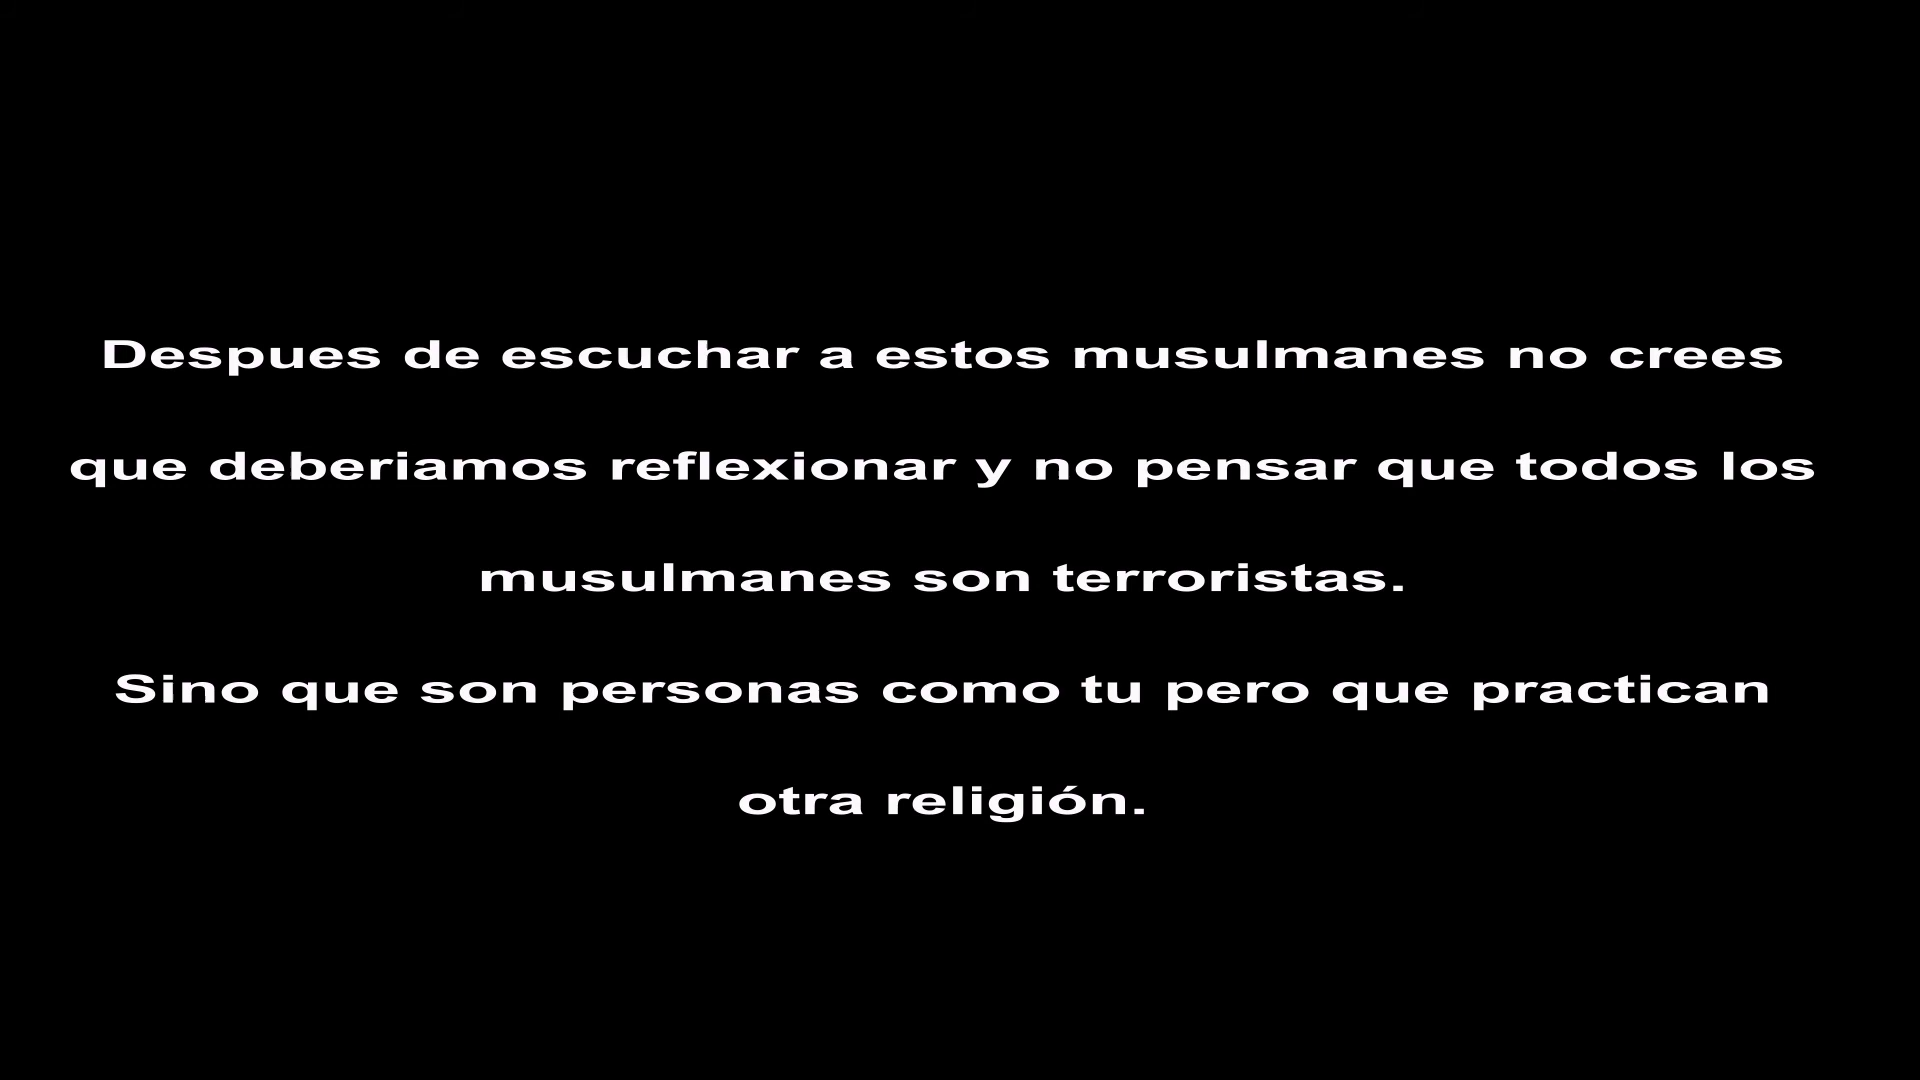 Despues de escuchar a estos musulmanes no crees
que deberiamos reflexionar y no pensar que todos los
musulmanes son terroristas.
Sino que son personas como tu pero que practican
otra religión.